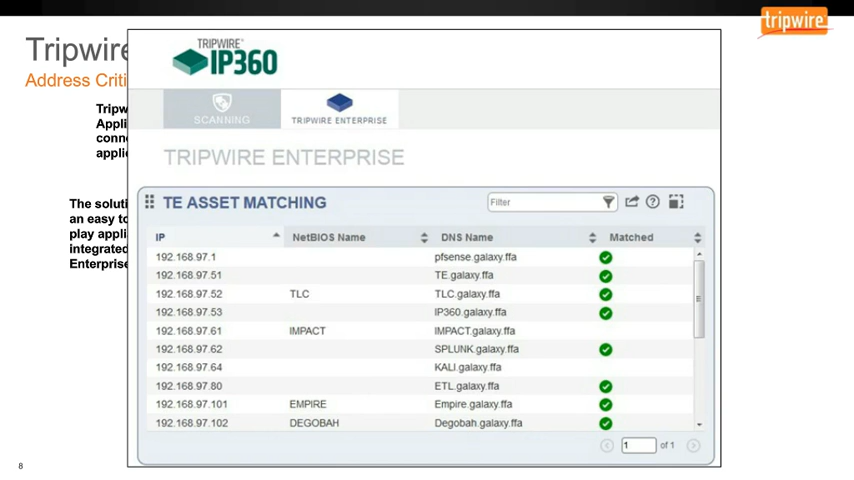 tripwire
Tripwire
Address Criti
Tripw
Appli
conne
applic
The soluti
an easy to
play appli
integrated
Enterprise
TRIPWIRE
IP360
SCANNING
TRIPWIRE ENTERPRISE
TRIPWIRE ENTERPRISE
TE ASSET MATCHING
Filter
IP NetBIOS Name DNS Name Matched
192.168.97.1 pfsense.galaxy.ffa
192.168.97.51 TE.galaxy.ffa
192.168.97.52 TLC TLC.galaxy.ffa
192.168.97.53 IP360.galaxy.ffa
192.168.97.61 IMPACT IMPACT.galaxy.ffa
192.168.97.62 SPLUNK.galaxy.ffa
192.168.97.64 KALI.galaxy.ffa
192.168.97.80 ETL.galaxy.ffa
192.168.97.101 EMPIRE Empire.galaxy.ffa
192.168.97.102 DEGOBAH Degobah.galaxy.ffa
1 of 1
8